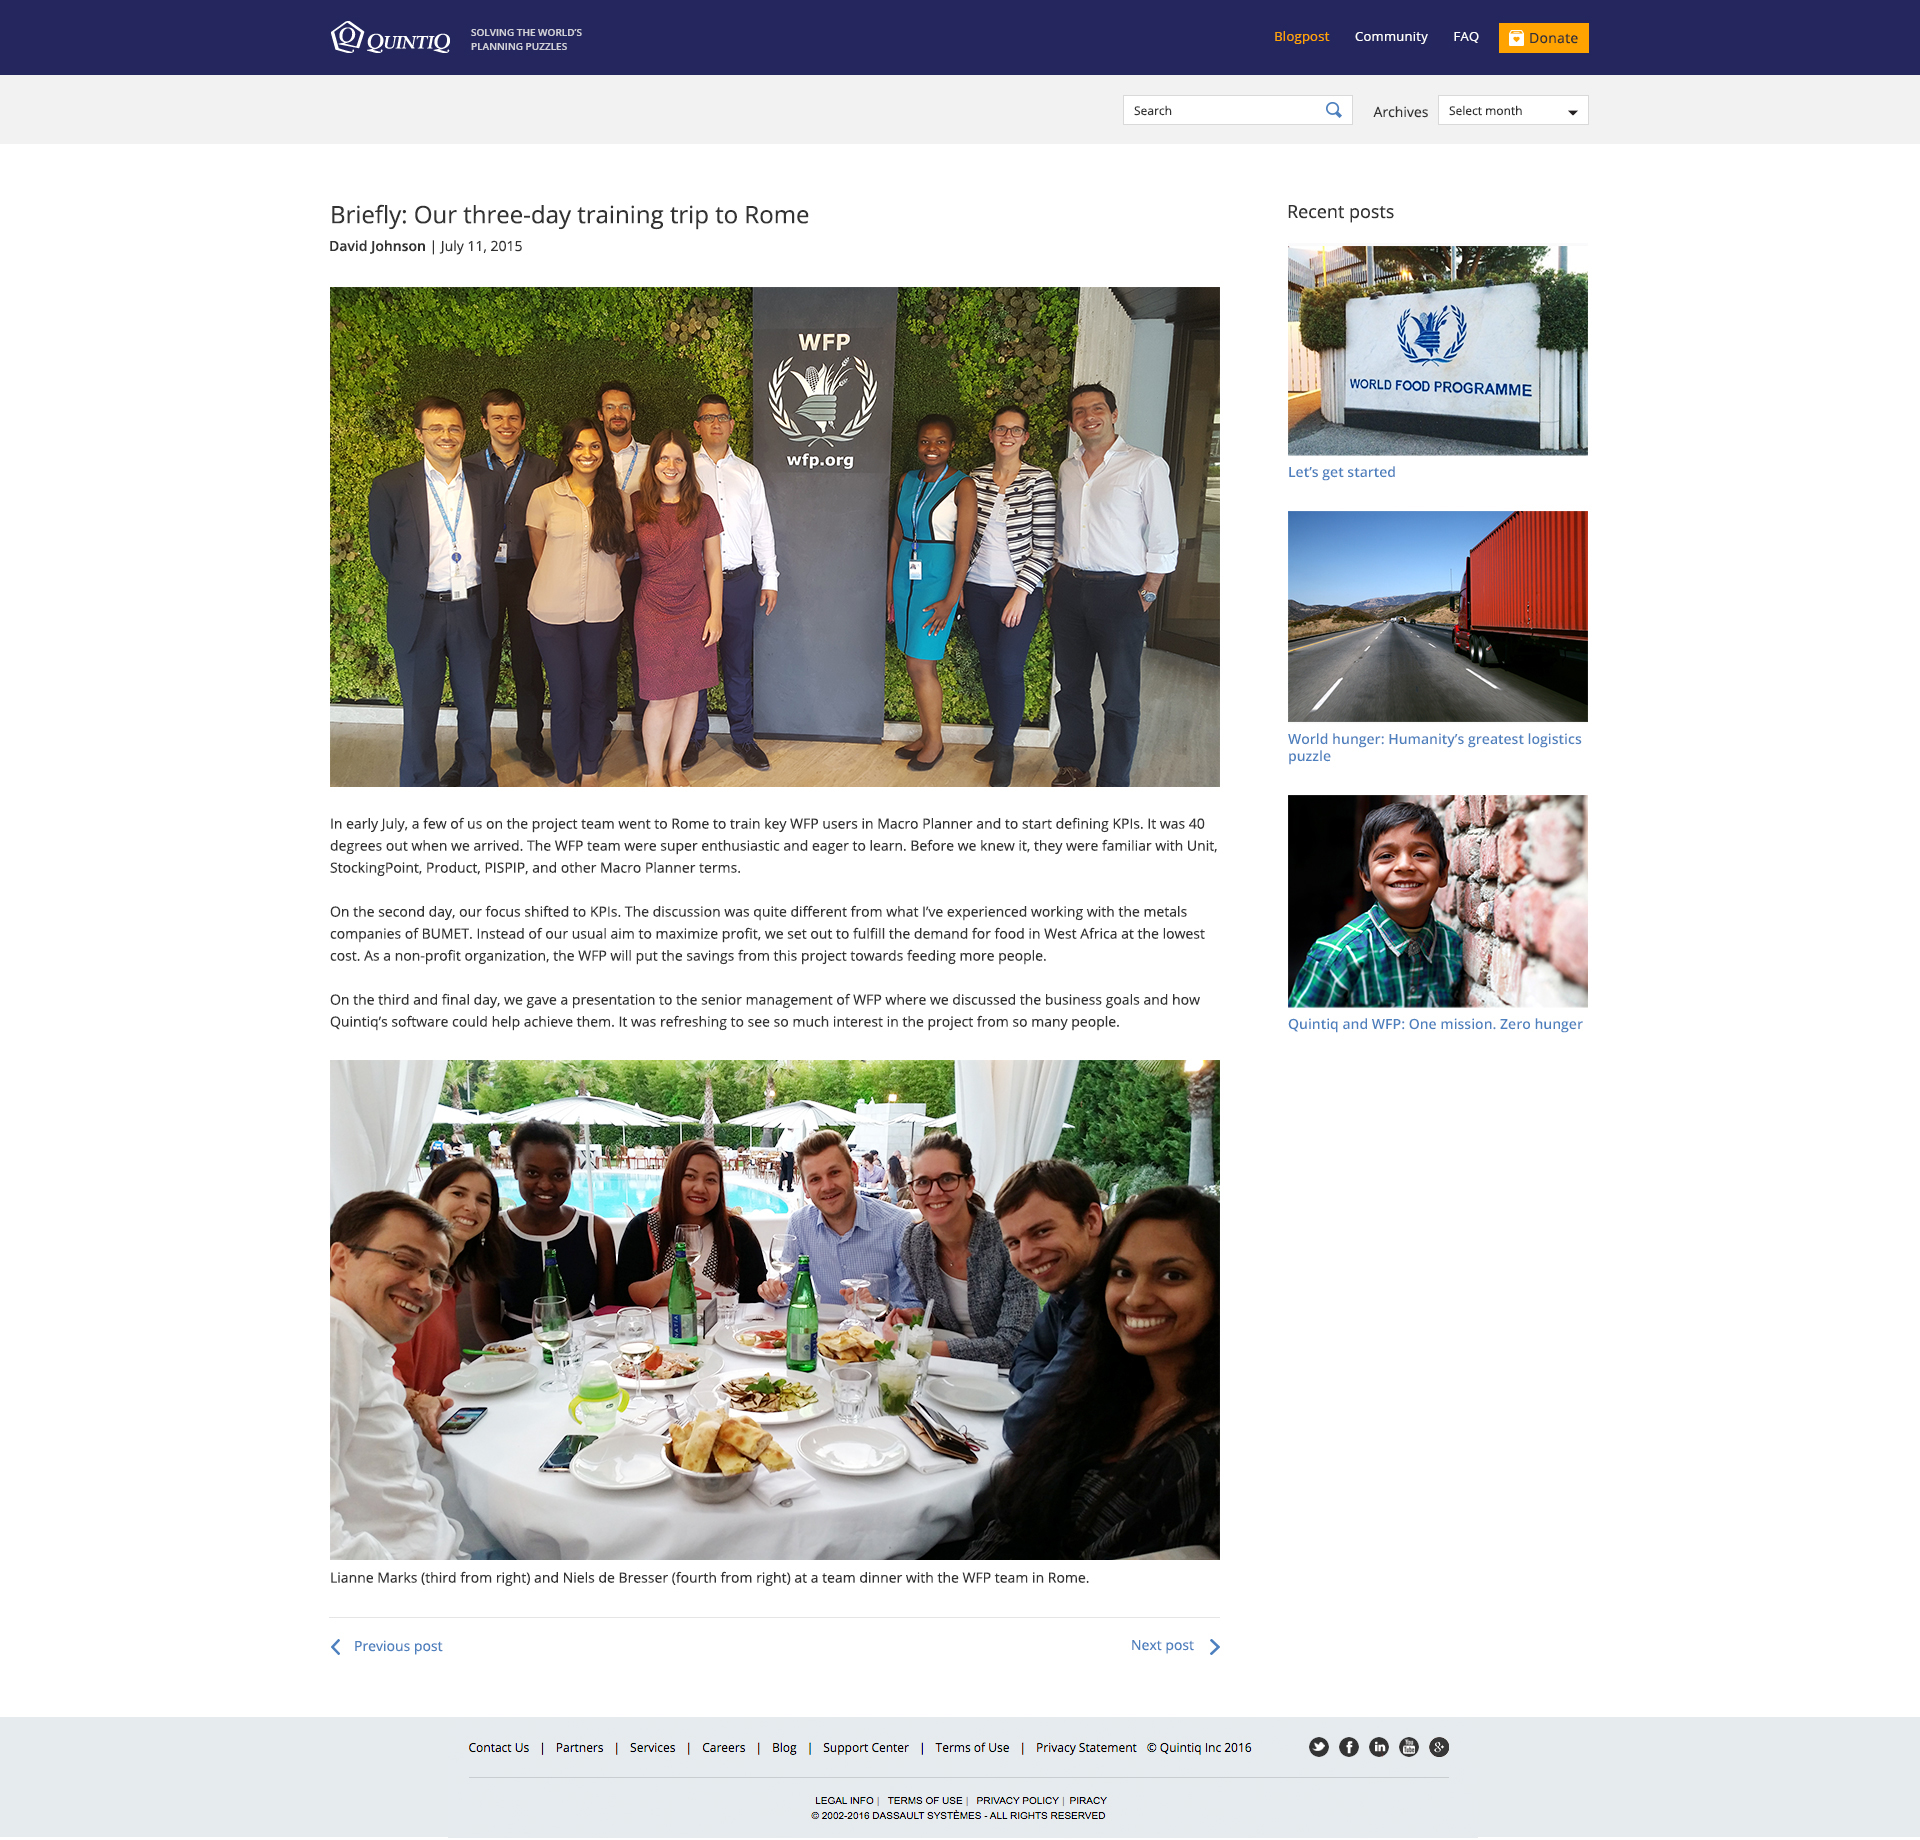 QUINTIQ
SOLVING THE WORLD'S
PLANNING PUZZLES
Blogpost
Community
FAQ
Donate
Search
Archives
Select month
Briefly: Our three-day training trip to Rome
David Johnson | July 11, 2015
WFP
wfp.org
In early July, a few of us on the project team went to Rome to train key WFP users in Macro Planner and to start defining KPIs. It was 40
degrees out when we arrived. The WFP team were super enthusiastic and eager to learn. Before we knew it, they were familiar with Unit,
StockingPoint, Product, PISPIP, and other Macro Planner terms.
On the second day, our focus shifted to KPIs. The discussion was quite different from what I've experienced working with the metals
companies of BUMET. Instead of our usual aim to maximize profit, we set out to fulfill the demand for food in West Africa at the lowest
cost. As a non-profit organization, the WFP will put the savings from this project towards feeding more people.
On the third and final day, we gave a presentation to the senior management of WFP where we discussed the business goals and how
Quintiq's software could help achieve them. It was refreshing to see so much interest in the project from so many people.
NATIA
Lianne Marks (third from right) and Niels de Bresser (fourth from right) at a team dinner with the WFP team in Rome.
Previous post
Next post
Recent posts
WORLD FOOD PROGRAMME
Let's get started
World hunger: Humanity's greatest logistics
puzzle
Quintiq and WFP: One mission. Zero hunger
Contact Us | Partners | Services | Careers | Blog | Support Center | Terms of Use | Privacy Statement © Quintiq Inc 2016
You Tube
LEGAL INFO | TERMS OF USE | PRIVACY POLICY | PIRACY
© 2002-2016 DASSAULT SYSTÈMES - ALL RIGHTS RESERVED